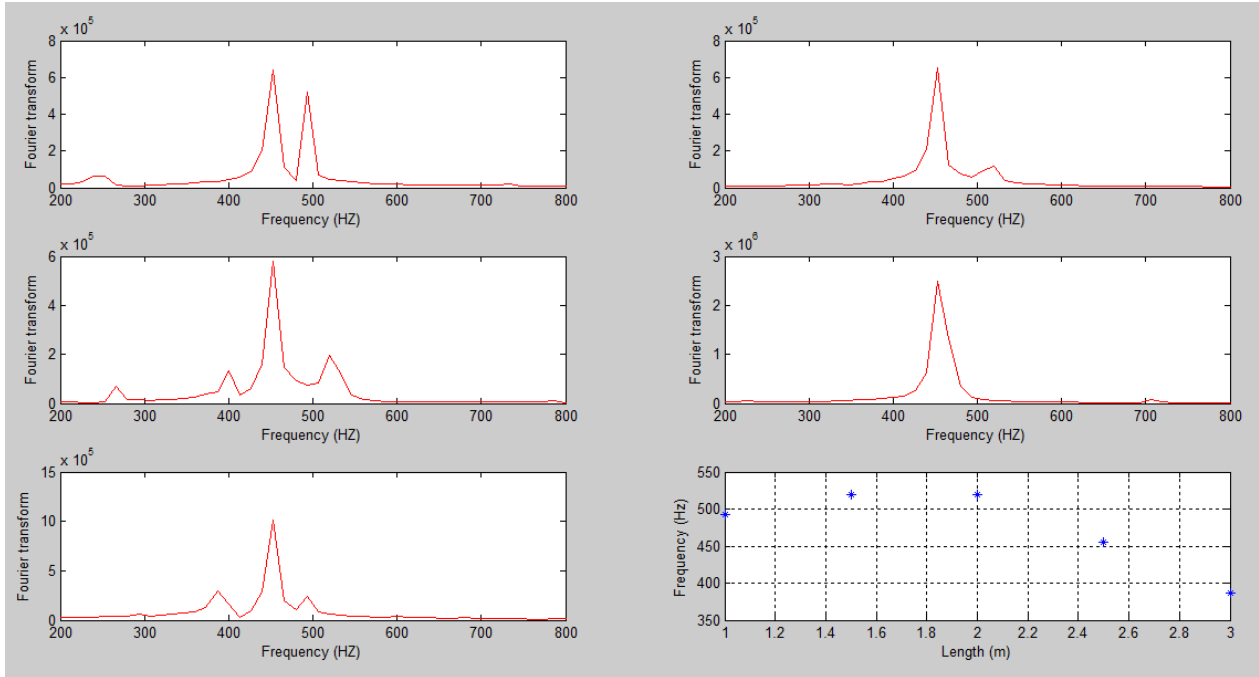 x 10^5
8
6
4
2
0
Fourier transform
200 300 400 500 600 700 800
Frequency (HZ)
x 10^5
8
6
4
2
0
Fourier transform
200 300 400 500 600 700 800
Frequency (HZ)
x 10^5
6
4
2
0
Fourier transform
200 300 400 500 600 700 800
Frequency (HZ)
x 10^6
3
2
1
0
Fourier transform
200 300 400 500 600 700 800
Frequency (HZ)
x 10^5
15
10
5
0
Fourier transform
200 300 400 500 600 700 800
Frequency (HZ)
550
500
450
400
350
Frequency (Hz)
1 1.2 1.4 1.6 1.8 2 2.2 2.4 2.6 2.8 3
Length (m)